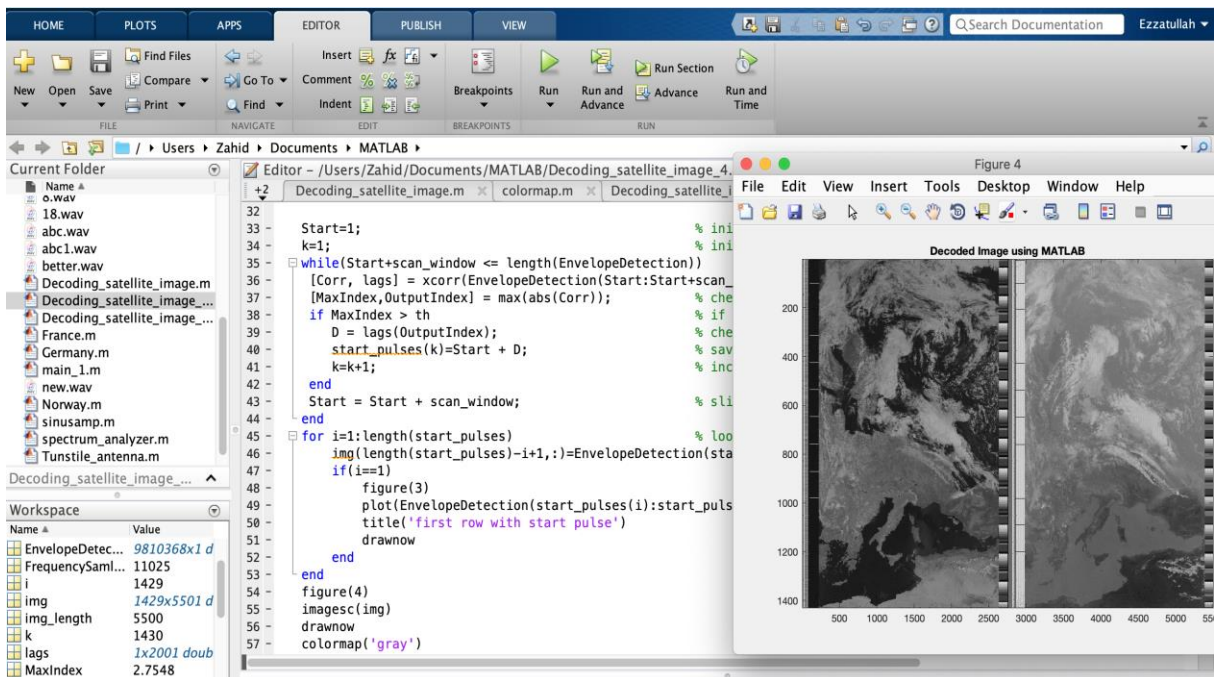 HOME PLOTS APPS EDITOR PUBLISH VIEW Search Documentation Ezzatullah
New Open Save Find Files Compare Print
Go To Find
Insert fx
Comment
Indent
Breakpoints
Run Run and Advance Run Section Advance Run and Time
FILE NAVIGATE EDIT BREAKPOINTS RUN
/ Users Zahid Documents MATLAB
Current Folder
Name
8.wav
18.wav
abc.wav
abc1.wav
better.wav
Decoding_satellite_image.m
Decoding_satellite_image_...
Decoding_satellite_image_...
France.m
Germany.m
main_1.m
new.wav
Norway.m
sinusamp.m
spectrum_analyzer.m
Tunstile_antenna.m
Decoding_satellite_image_...
Workspace
Name Value
EnvelopeDetec... 9810368x1 d
FrequencySaml... 11025
i 1429
img 1429x5501 d
img_length 5500
k 1430
lags 1x2001 doub
MaxIndex 2.7548
Editor - /Users/Zahid/Documents/MATLAB/Decoding_satellite_image_4.
+2 Decoding_satellite_image.m colormap.m Decoding_satellite_i
32
33 - Start=1; % ini
34 - k=1; % ini
35 - while(Start+scan_window <= length(EnvelopeDetection))
36 - [Corr, lags] = xcorr(EnvelopeDetection(Start:Start+scan_
37 - [MaxIndex,OutputIndex] = max(abs(Corr)); % che
38 - if MaxIndex > th % if
39 - D = lags(OutputIndex); % che
40 - start_pulses(k)=Start + D; % sav
41 - k=k+1; % inc
42 - end
43 - Start = Start + scan_window; % sli
44 - end
45 - for i=1:length(start_pulses) % loo
46 - img(length(start_pulses)-i+1,:)=EnvelopeDetection(sta
47 - if(i==1)
48 - figure(3)
49 - plot(EnvelopeDetection(start_pulses(i):start_puls
50 - title('first row with start pulse')
51 - drawnow
52 - end
53 - end
54 - figure(4)
55 - imagesc(img)
56 - drawnow
57 - colormap('gray')
Figure 4
File Edit View Insert Tools Desktop Window Help
Decoded Image using MATLAB
200
400
600
800
1000
1200
1400
500 1000 1500 2000 2500 3000 3500 4000 4500 5000 55